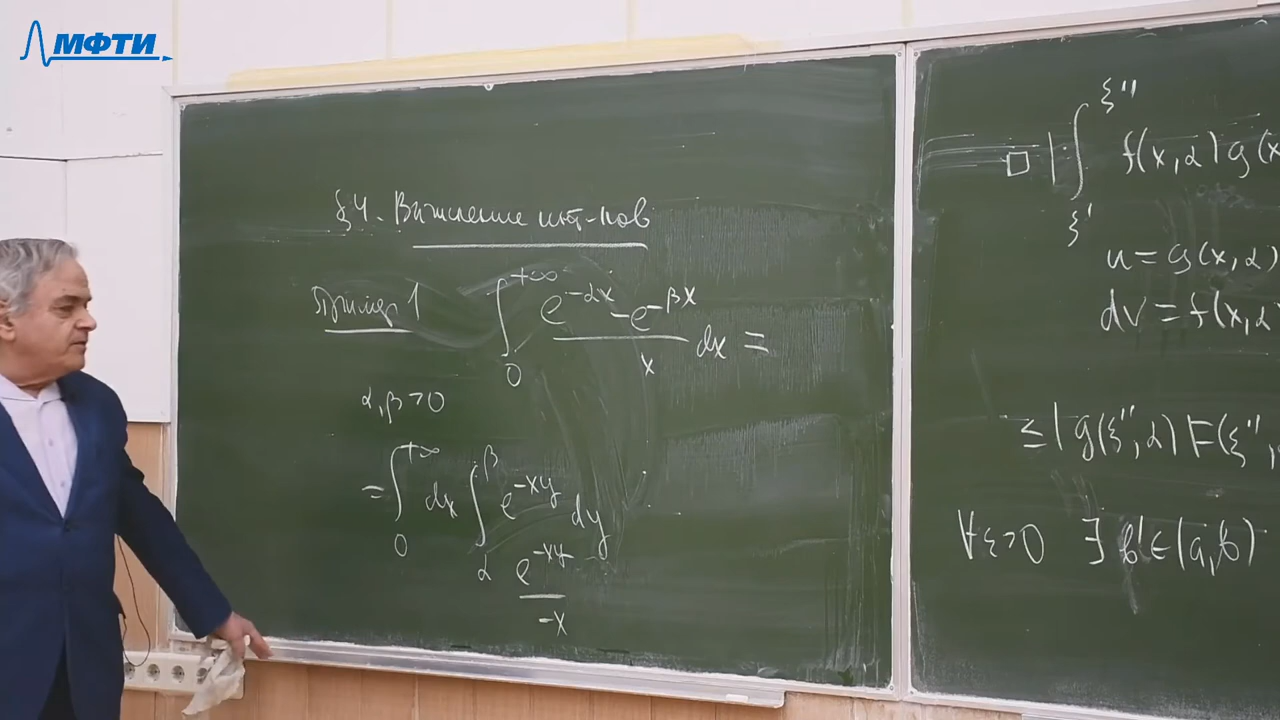 МФТИ
§4. Вычисление инт-лов
Пример 1 ∫₀^{+∞} (e^{-αx} - e^{-βx})/x dx =
α, β > 0
= ∫₀^{+∞} dx ∫_α^β e^{-xy} dy
e^{-xy}/-x
□ |∫_{ξ'}^{ξ''} f(x,α) g(x
u = g(x,α)
dv = f(x,α
≤ |g(ξ'',α) F(ξ'',
∀ε>0 ∃ b' ∈ (a,b)